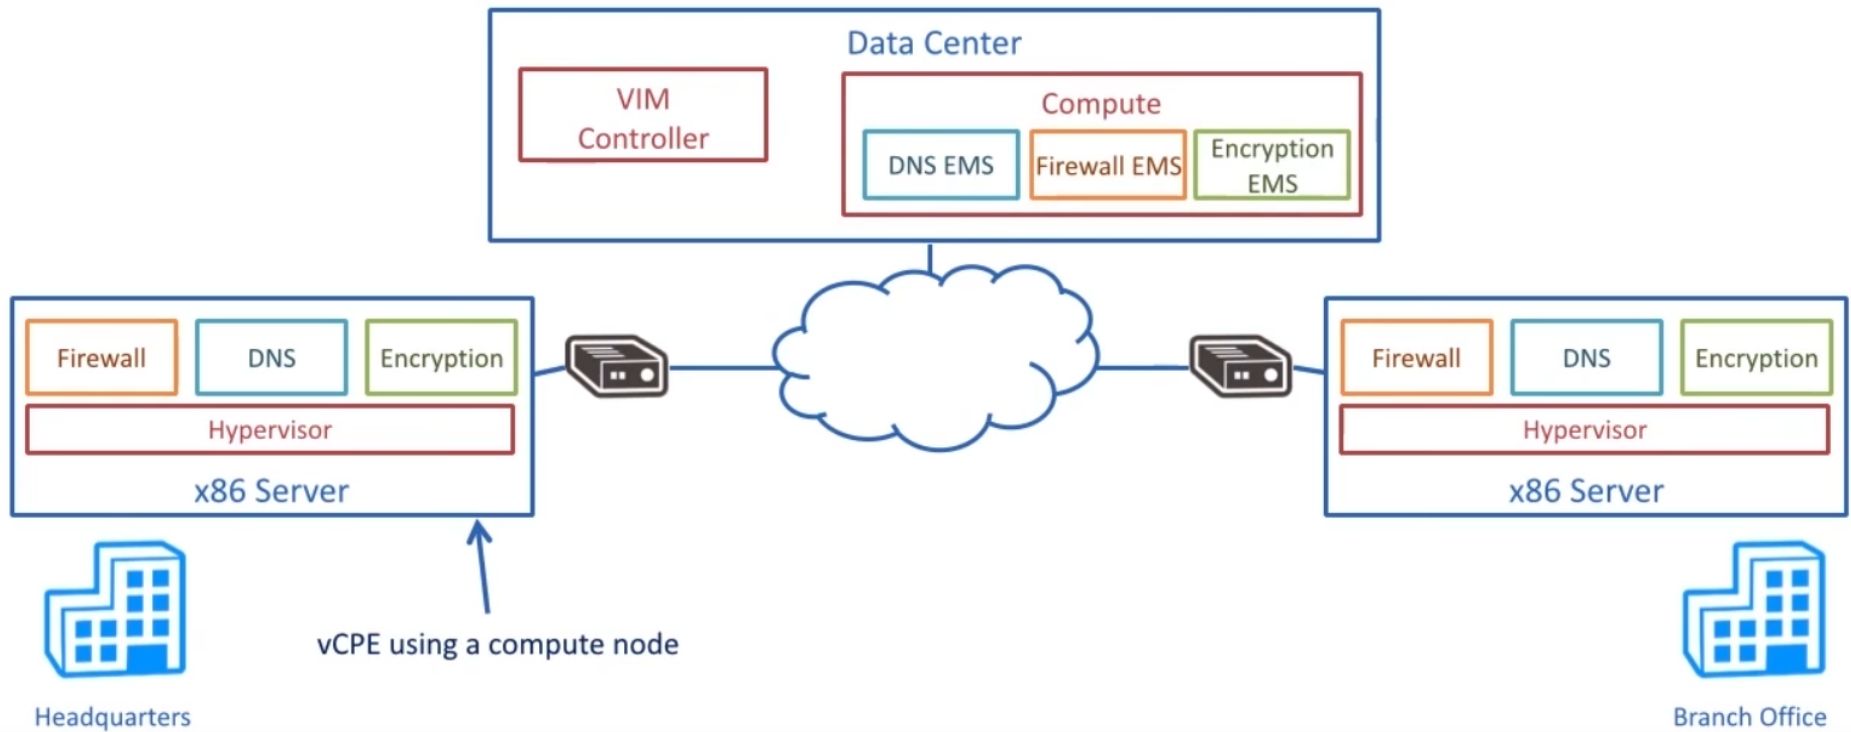 Data Center
VIM
Controller
Compute
DNS EMS
Firewall EMS
Encryption
EMS
Firewall
DNS
Encryption
Hypervisor
x86 Server
Firewall
DNS
Encryption
Hypervisor
x86 Server
vCPE using a compute node
Headquarters
Branch Office